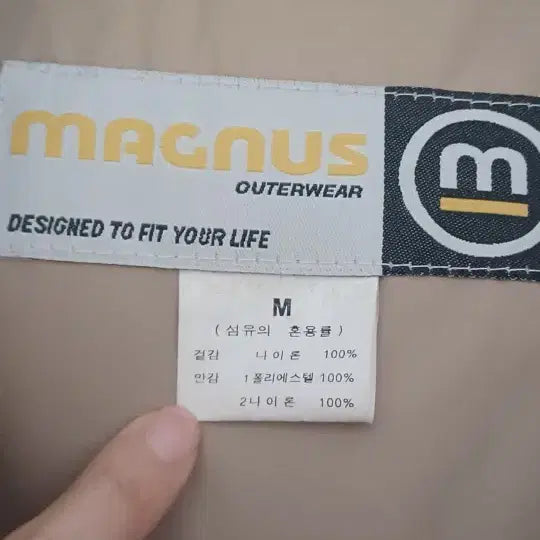 MAGNUS
OUTERWEAR
DESIGNED TO FIT YOUR LIFE
m
M
( 섬유의 혼용률 )
겉감 나이론 100%
안감 1폴리에스텔 100%
2나이론 100%